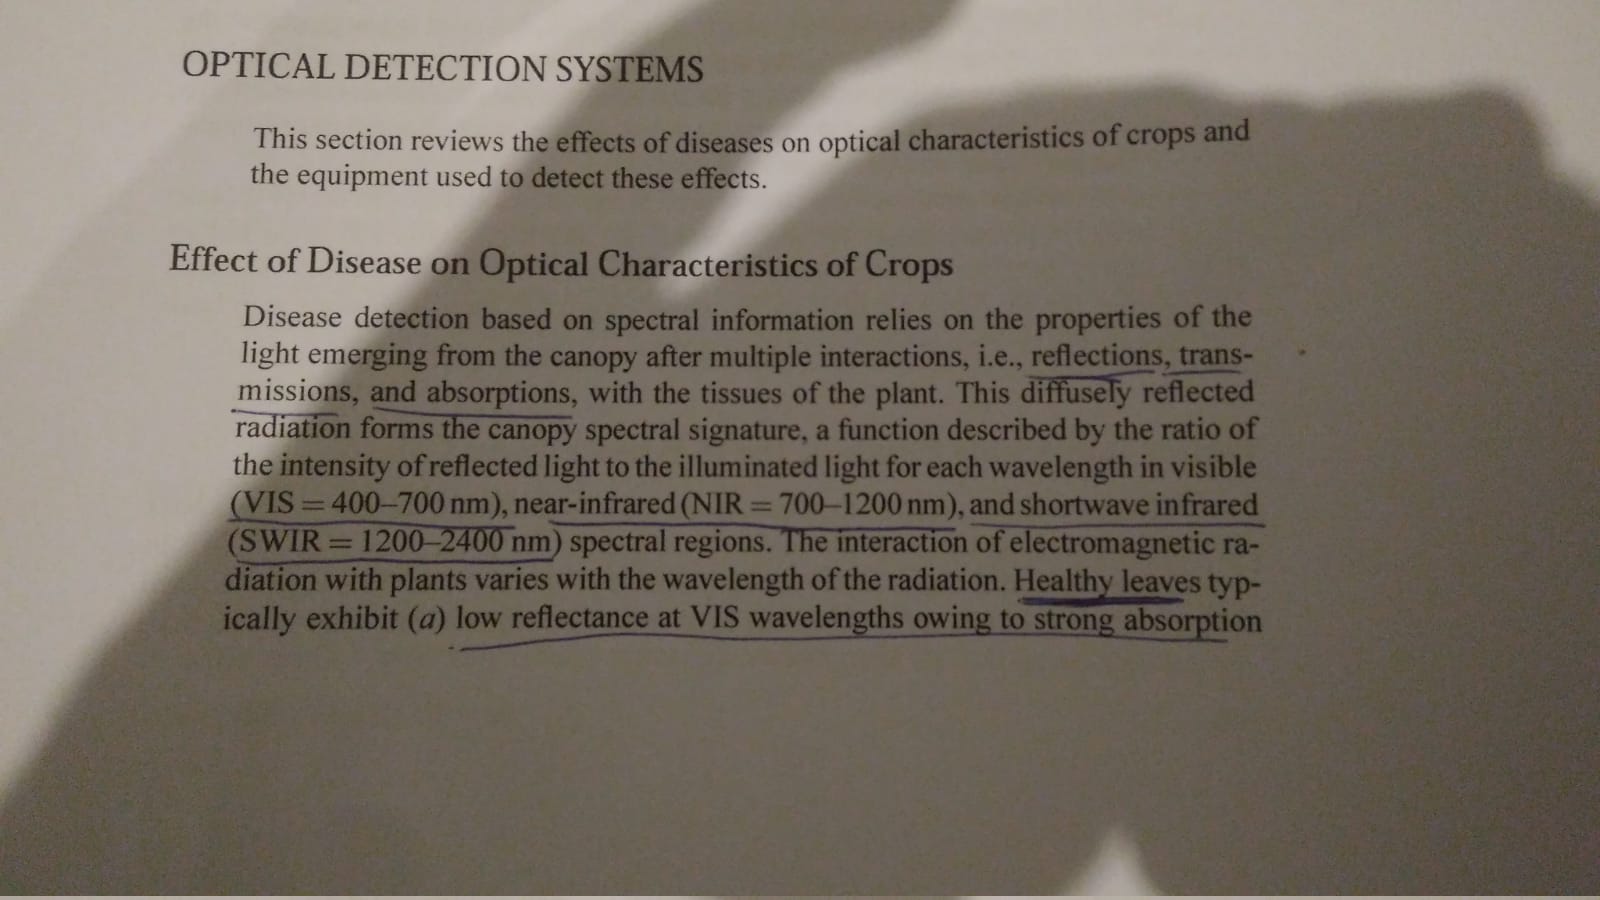 OPTICAL DETECTION SYSTEMS
This section reviews the effects of diseases on optical characteristics of crops and
the equipment used to detect these effects.
Effect of Disease on Optical Characteristics of Crops
Disease detection based on spectral information relies on the properties of the
light emerging from the canopy after multiple interactions, i.e., reflections, trans-
missions, and absorptions, with the tissues of the plant. This diffusely reflected
radiation forms the canopy spectral signature, a function described by the ratio of
the intensity of reflected light to the illuminated light for each wavelength in visible
(VIS = 400–700 nm), near-infrared (NIR = 700–1200 nm), and shortwave infrared
(SWIR = 1200–2400 nm) spectral regions. The interaction of electromagnetic ra-
diation with plants varies with the wavelength of the radiation. Healthy leaves typ-
ically exhibit (a) low reflectance at VIS wavelengths owing to strong absorption